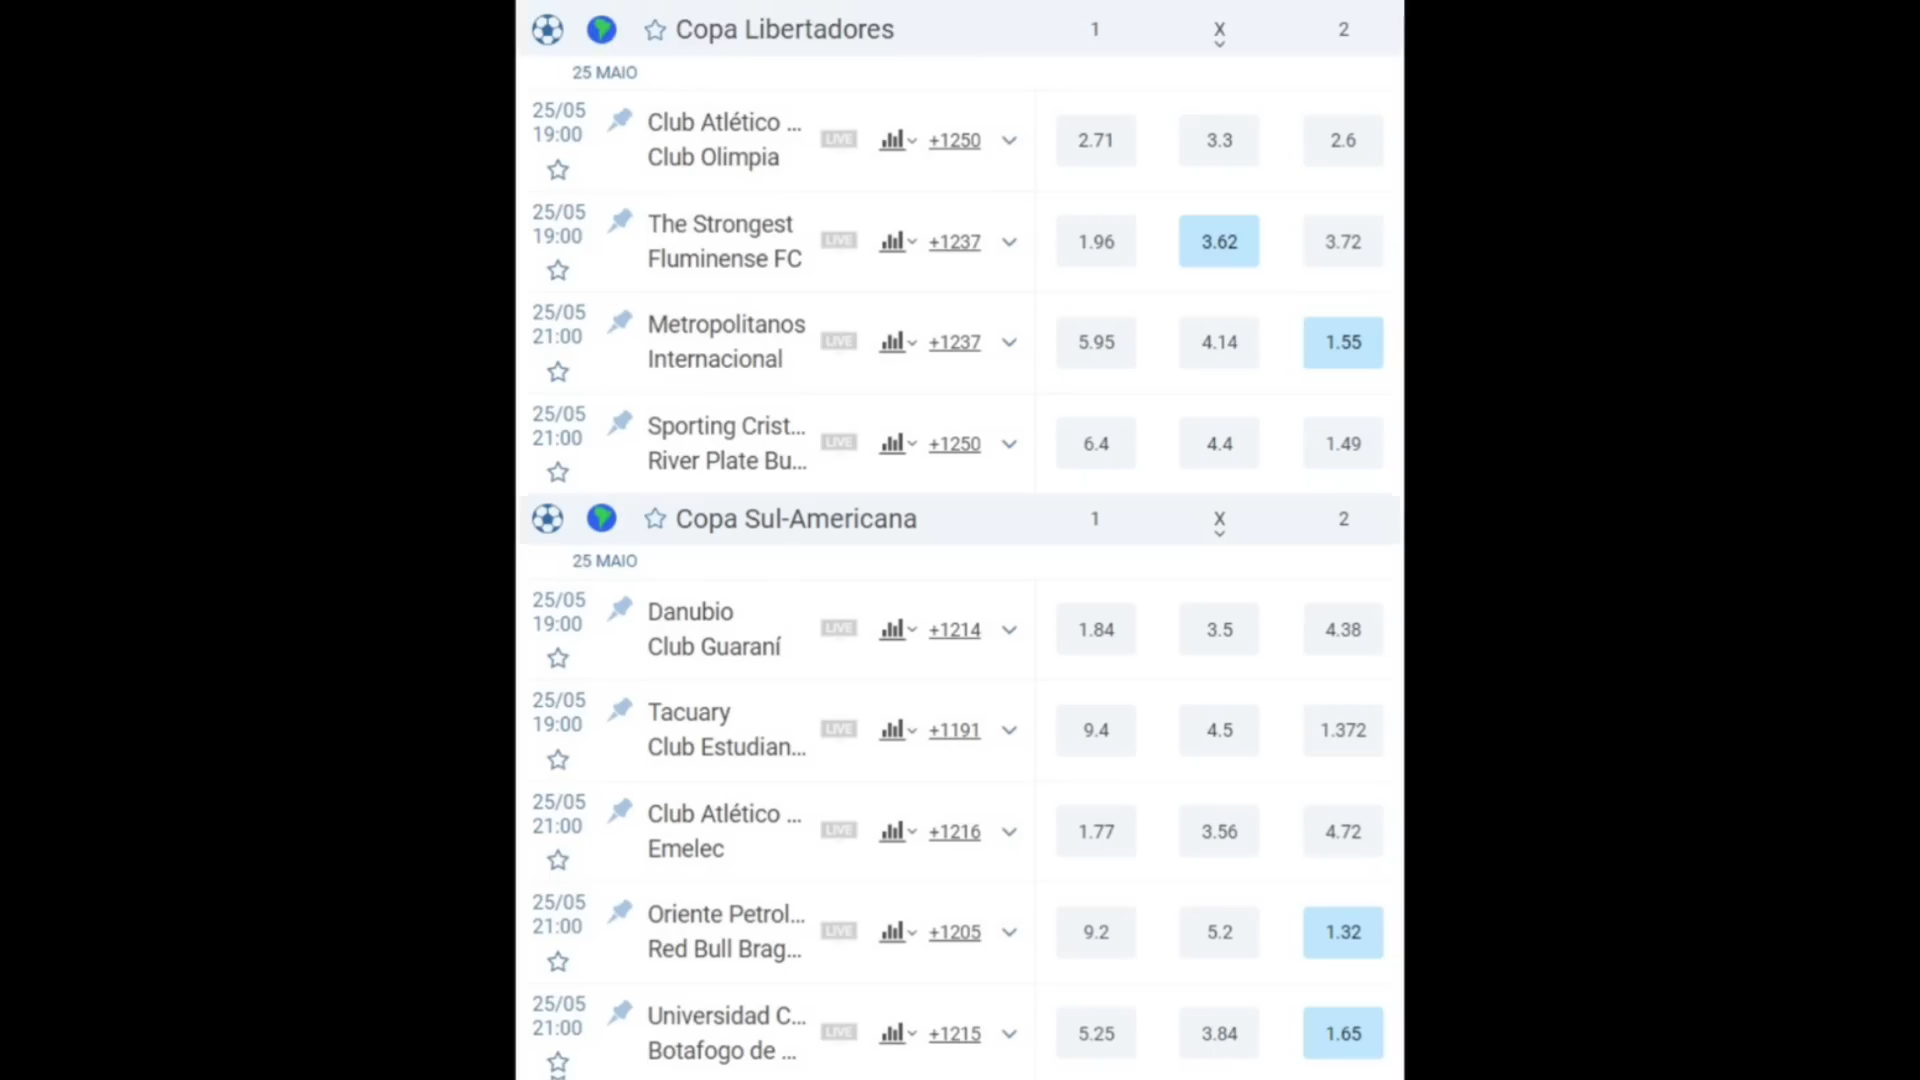 Copa Libertadores 1 X 2
25 MAIO
25/05 19:00 Club Atlético ... LIVE +1250 2.71 3.3 2.6
Club Olimpia
25/05 19:00 The Strongest LIVE +1237 1.96 3.62 3.72
Fluminense FC
25/05 21:00 Metropolitanos LIVE +1237 5.95 4.14 1.55
Internacional
25/05 21:00 Sporting Crist... LIVE +1250 6.4 4.4 1.49
River Plate Bu...
Copa Sul-Americana 1 X 2
25 MAIO
25/05 19:00 Danubio LIVE +1214 1.84 3.5 4.38
Club Guaraní
25/05 19:00 Tacuary LIVE +1191 9.4 4.5 1.372
Club Estudian...
25/05 21:00 Club Atlético ... LIVE +1216 1.77 3.56 4.72
Emelec
25/05 21:00 Oriente Petrol... LIVE +1205 9.2 5.2 1.32
Red Bull Brag...
25/05 21:00 Universidad C... LIVE +1215 5.25 3.84 1.65
Botafogo de ...